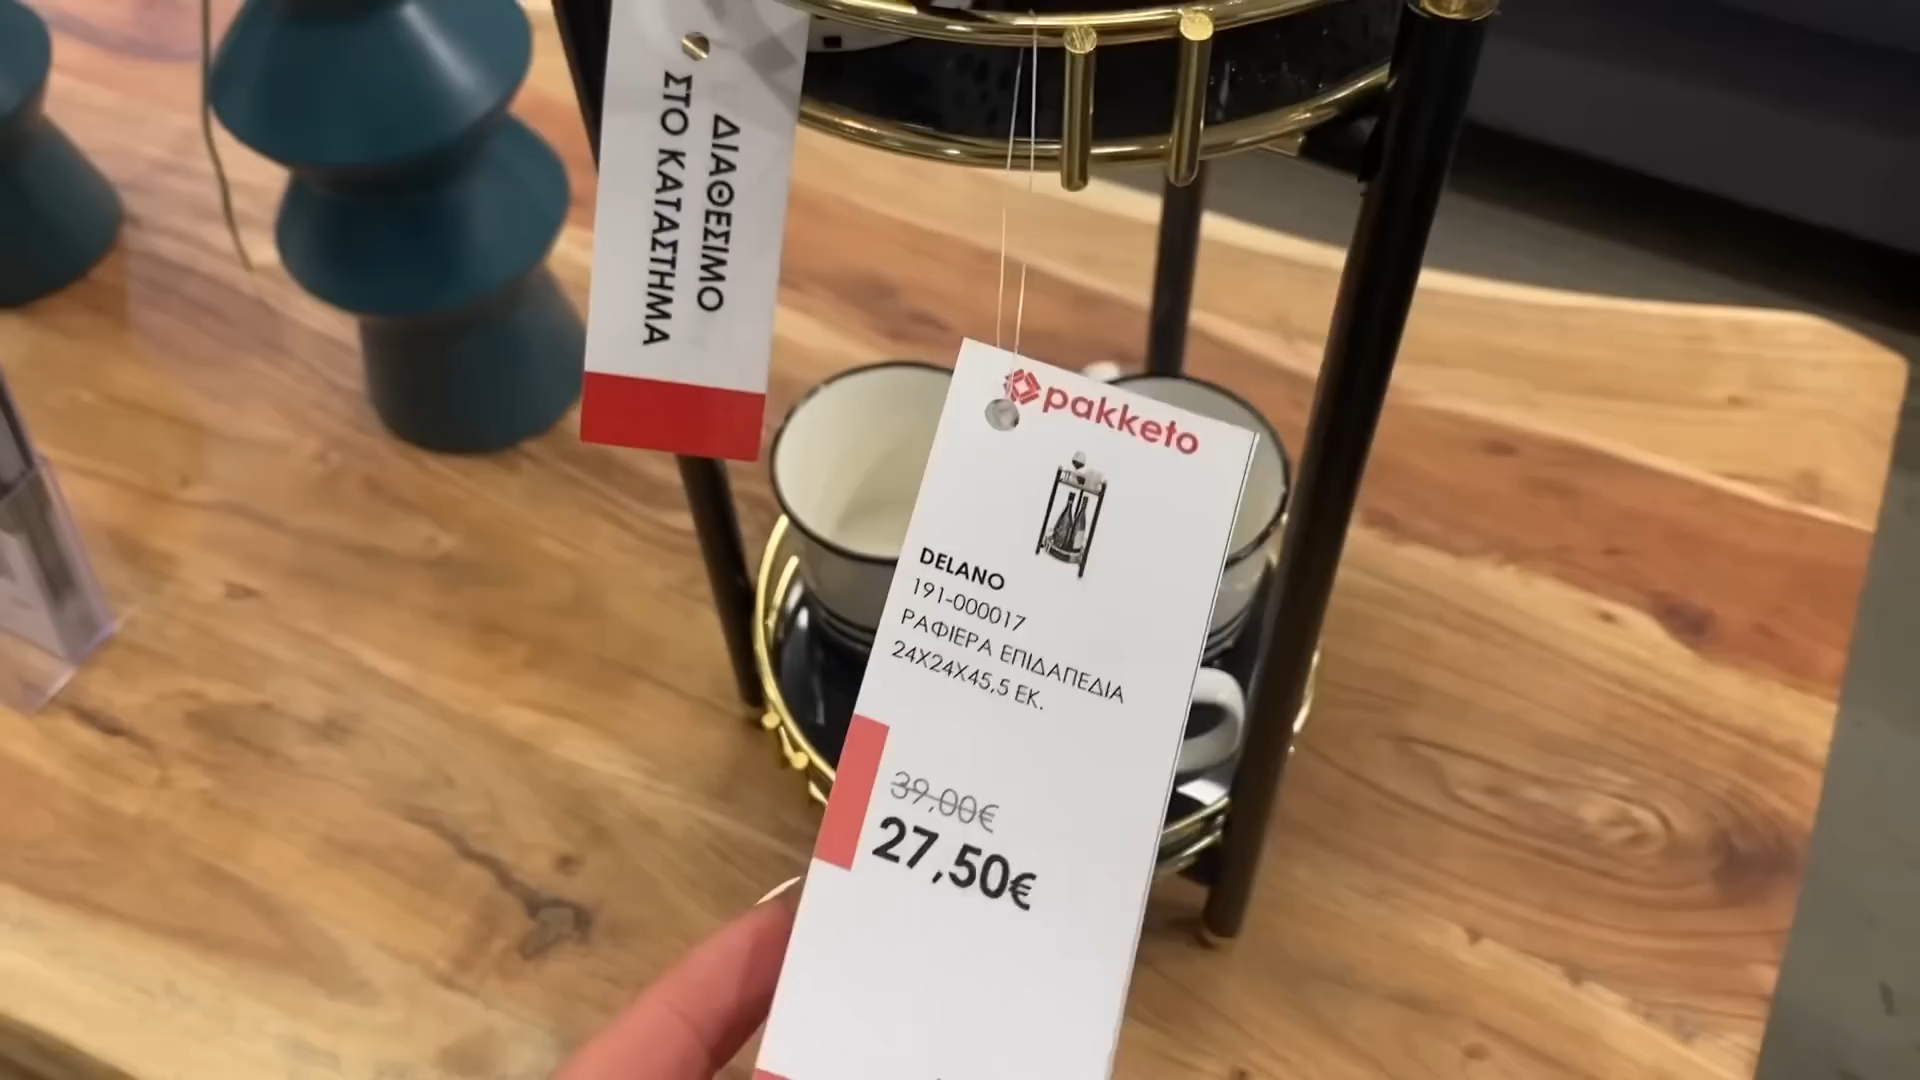 ΔΙΑΘΕΣΙΜΟ
ΣΤΟ ΚΑΤΑΣΤΗΜΑ
pakketo
DELANO
191-000017
ΡΑΦΙΕΡΑ ΕΠΙΔΑΠΕΔΙΑ
24X24X45,5 ΕΚ.
39,00€
27,50€